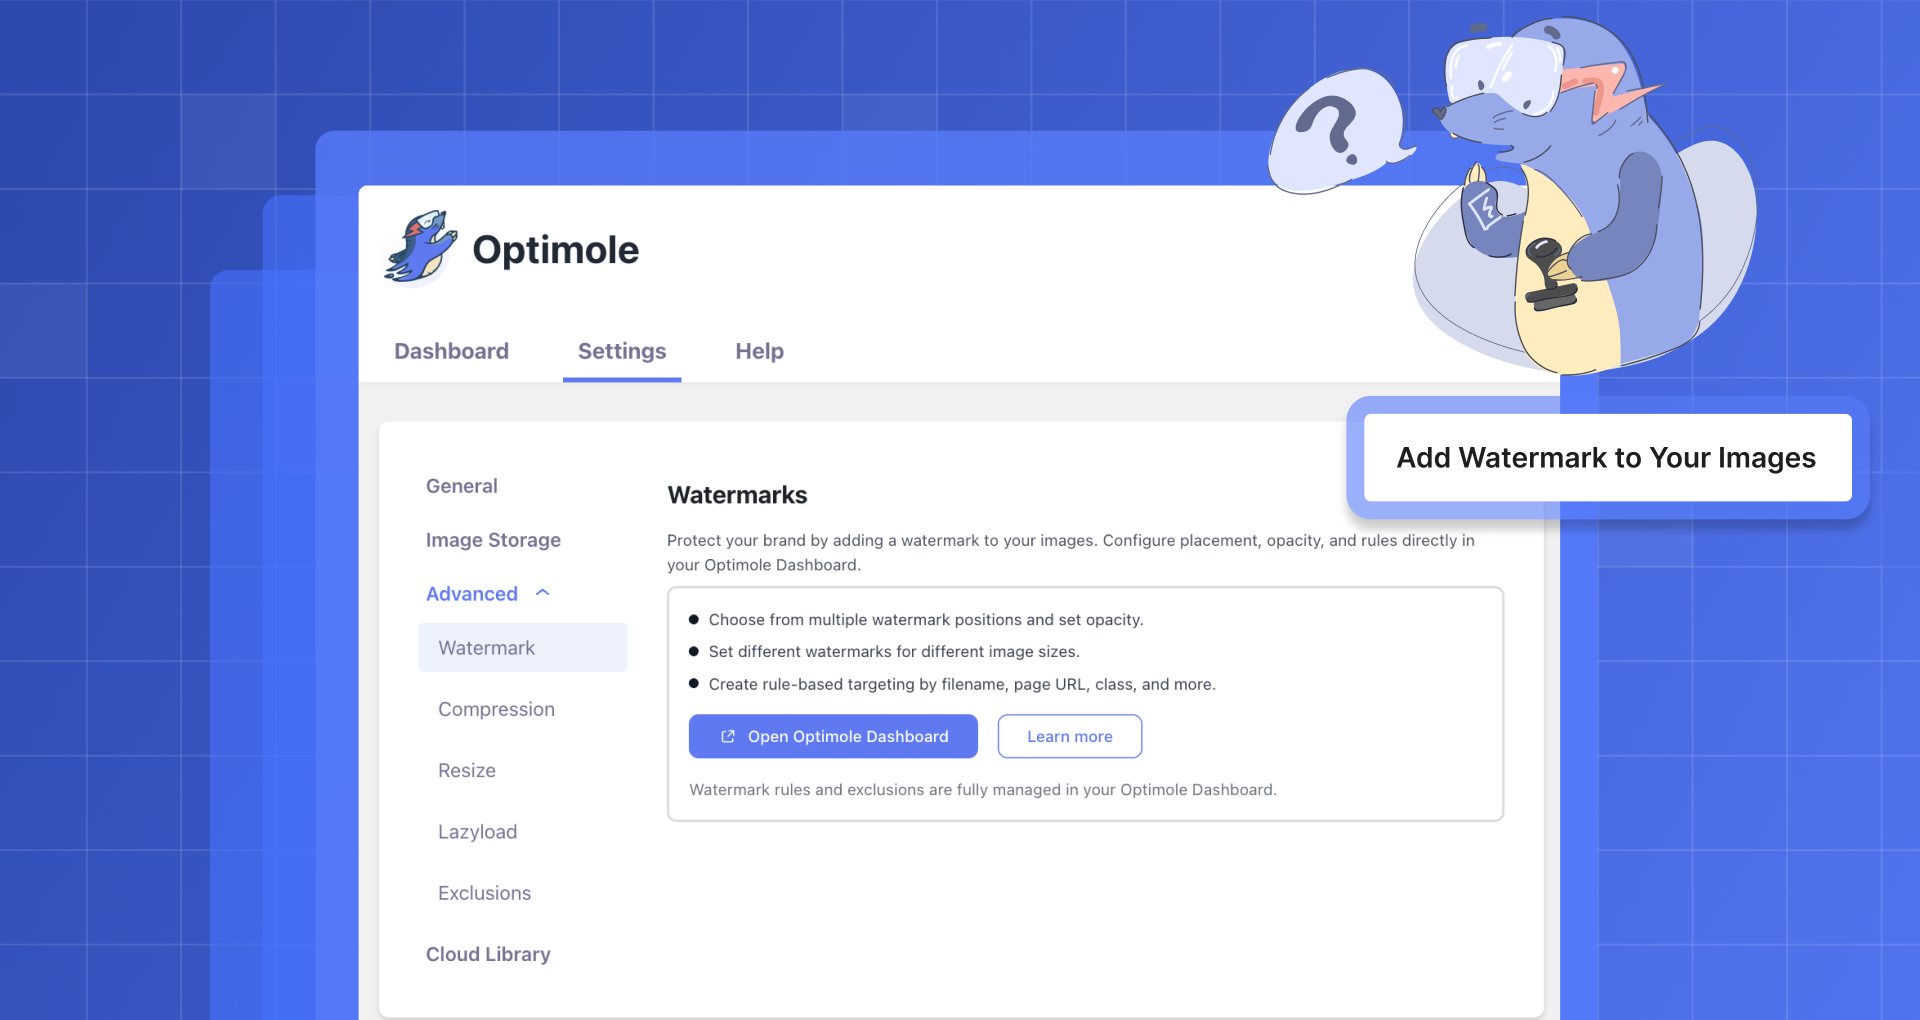 ?
Optimole
Dashboard
Settings
Help
Add Watermark to Your Images
General
Image Storage
Advanced
Watermark
Compression
Resize
Lazyload
Exclusions
Cloud Library
Watermarks
Protect your brand by adding a watermark to your images. Configure placement, opacity, and rules directly in
your Optimole Dashboard.
Choose from multiple watermark positions and set opacity.
Set different watermarks for different image sizes.
Create rule-based targeting by filename, page URL, class, and more.
Open Optimole Dashboard
Learn more
Watermark rules and exclusions are fully managed in your Optimole Dashboard.